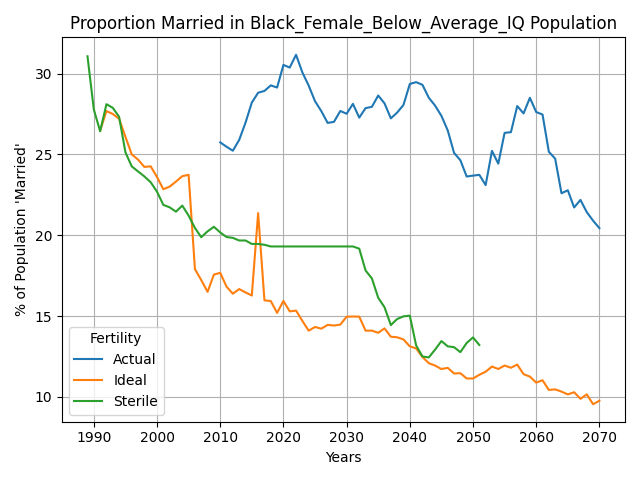 Proportion Married in Black_Female_Below_Average_IQ Population
% of Population 'Married'
30
25
20
15
10
Fertility
Actual
Ideal
Sterile
1990 2000 2010 2020 2030 2040 2050 2060 2070
Years